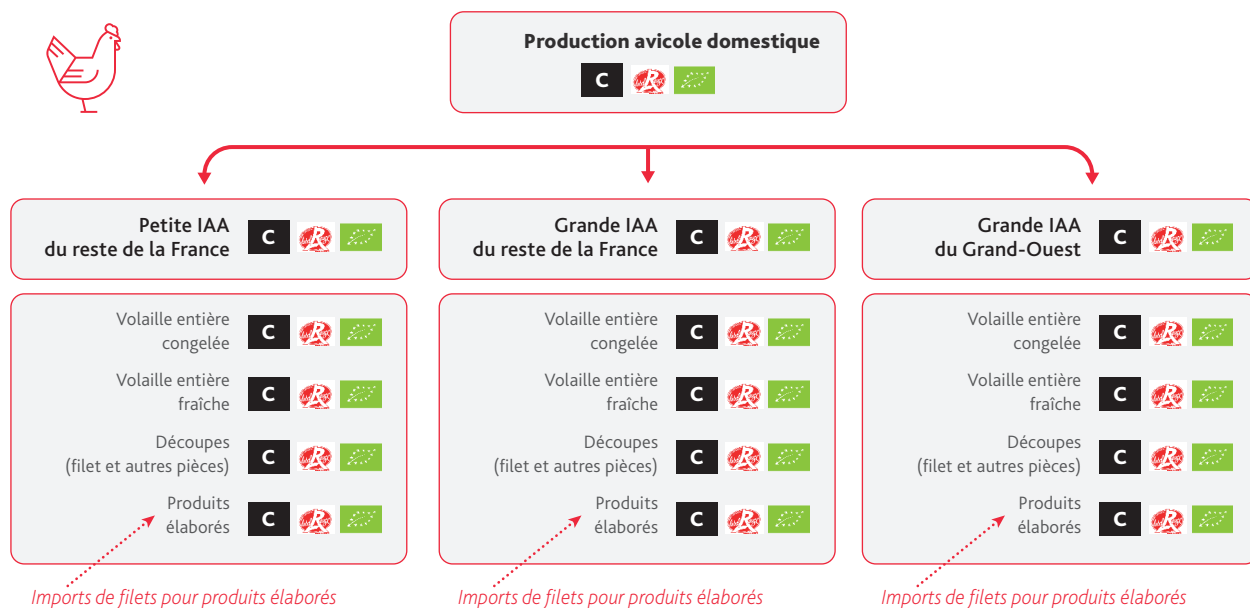 Production avicole domestique
C
Petite IAA
du reste de la France
C
Grande IAA
du reste de la France
C
Grande IAA
du Grand-Ouest
C
Volaille entière
congelée
C
Volaille entière
fraîche
C
Découpes
(filet et autres pièces)
C
Produits
élaborés
C
Imports de filets pour produits élaborés
Volaille entière
congelée
C
Volaille entière
fraîche
C
Découpes
(filet et autres pièces)
C
Produits
élaborés
C
Imports de filets pour produits élaborés
Volaille entière
congelée
C
Volaille entière
fraîche
C
Découpes
(filet et autres pièces)
C
Produits
élaborés
C
Imports de filets pour produits élaborés